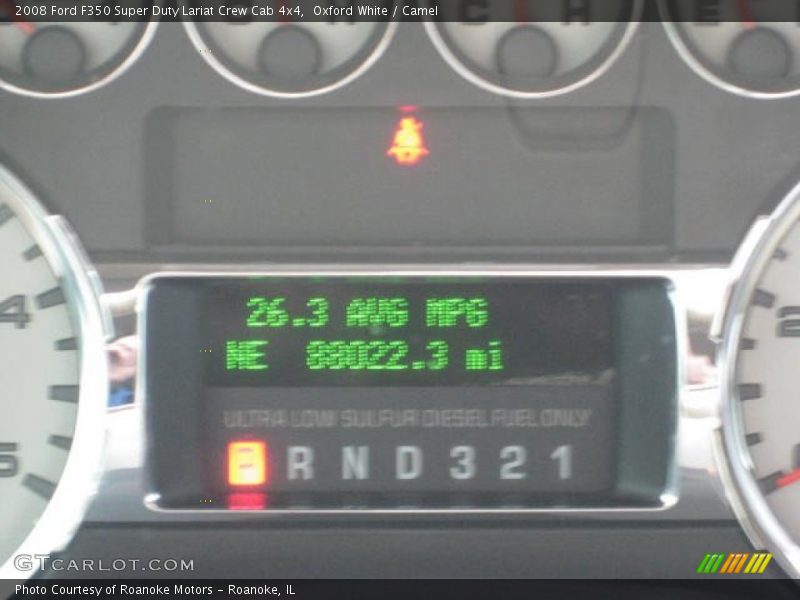 2008 Ford F350 Super Duty Lariat Crew Cab 4x4,  Oxford White / Camel
C H E
26.3 AVG MPG
NE 88022.3 mi
4 2
ULTRA LOW SULFUR DIESEL FUEL ONLY
P R N D 3 2 1
GTCARLOT.COM
Photo Courtesy of Roanoke Motors – Roanoke, IL